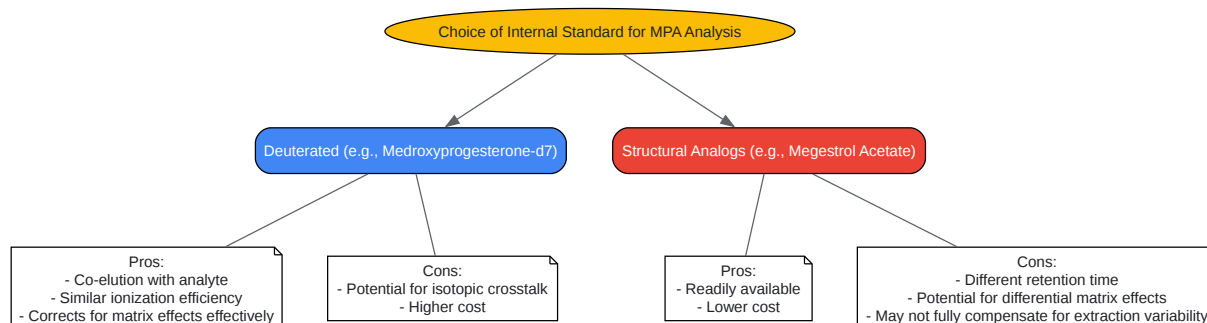 Choice of Internal Standard for MPA Analysis
Deuterated (e.g., Medroxyprogesterone-d7)
Structural Analogs (e.g., Megestrol Acetate)
Pros:
- Co-elution with analyte
- Similar ionization efficiency
- Corrects for matrix effects effectively
Cons:
- Potential for isotopic crosstalk
- Higher cost
Pros:
- Readily available
- Lower cost
Cons:
- Different retention time
- Potential for differential matrix effects
- May not fully compensate for extraction variability